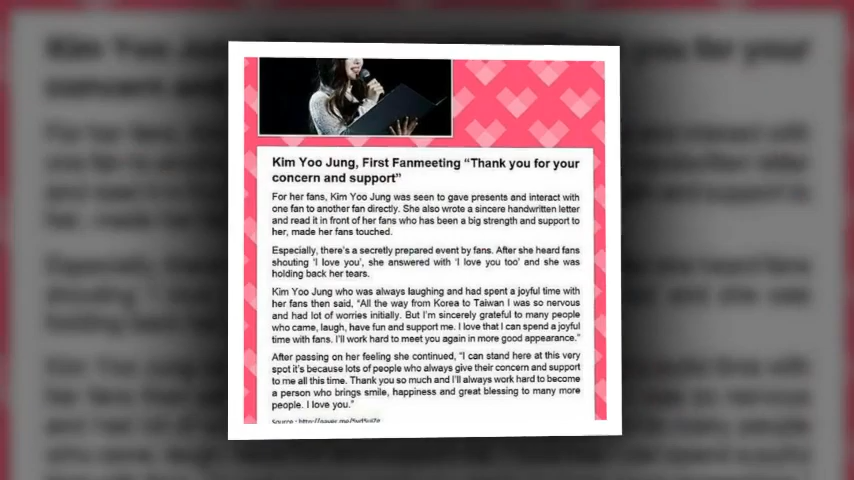 Kim Yoo Jung, First Fanmeeting “Thank you for your
concern and support”
For her fans, Kim Yoo Jung was seen to gave presents and interact with
one fan to another fan directly. She also wrote a sincere handwritten letter
and read it in front of her fans who has been a big strength and support to
her, made her fans touched.
Especially, there's a secretly prepared event by fans. After she heard fans
shouting ‘I love you’, she answered with ‘I love you too’ and she was
holding back her tears.
Kim Yoo Jung who was always laughing and had spent a joyful time with
her fans then said, “All the way from Korea to Taiwan I was so nervous
and had lot of worries initially. But I'm sincerely grateful to many people
who came, laugh, have fun and support me. I love that I can spend a joyful
time with fans. I'll work hard to meet you again in more good appearance.”
After passing on her feeling she continued, “I can stand here at this very
spot it's because lots of people who always give their concern and support
to me all this time. Thank you so much and I'll always work hard to become
a person who brings smile, happiness and great blessing to many more
people. I love you.”
Source :